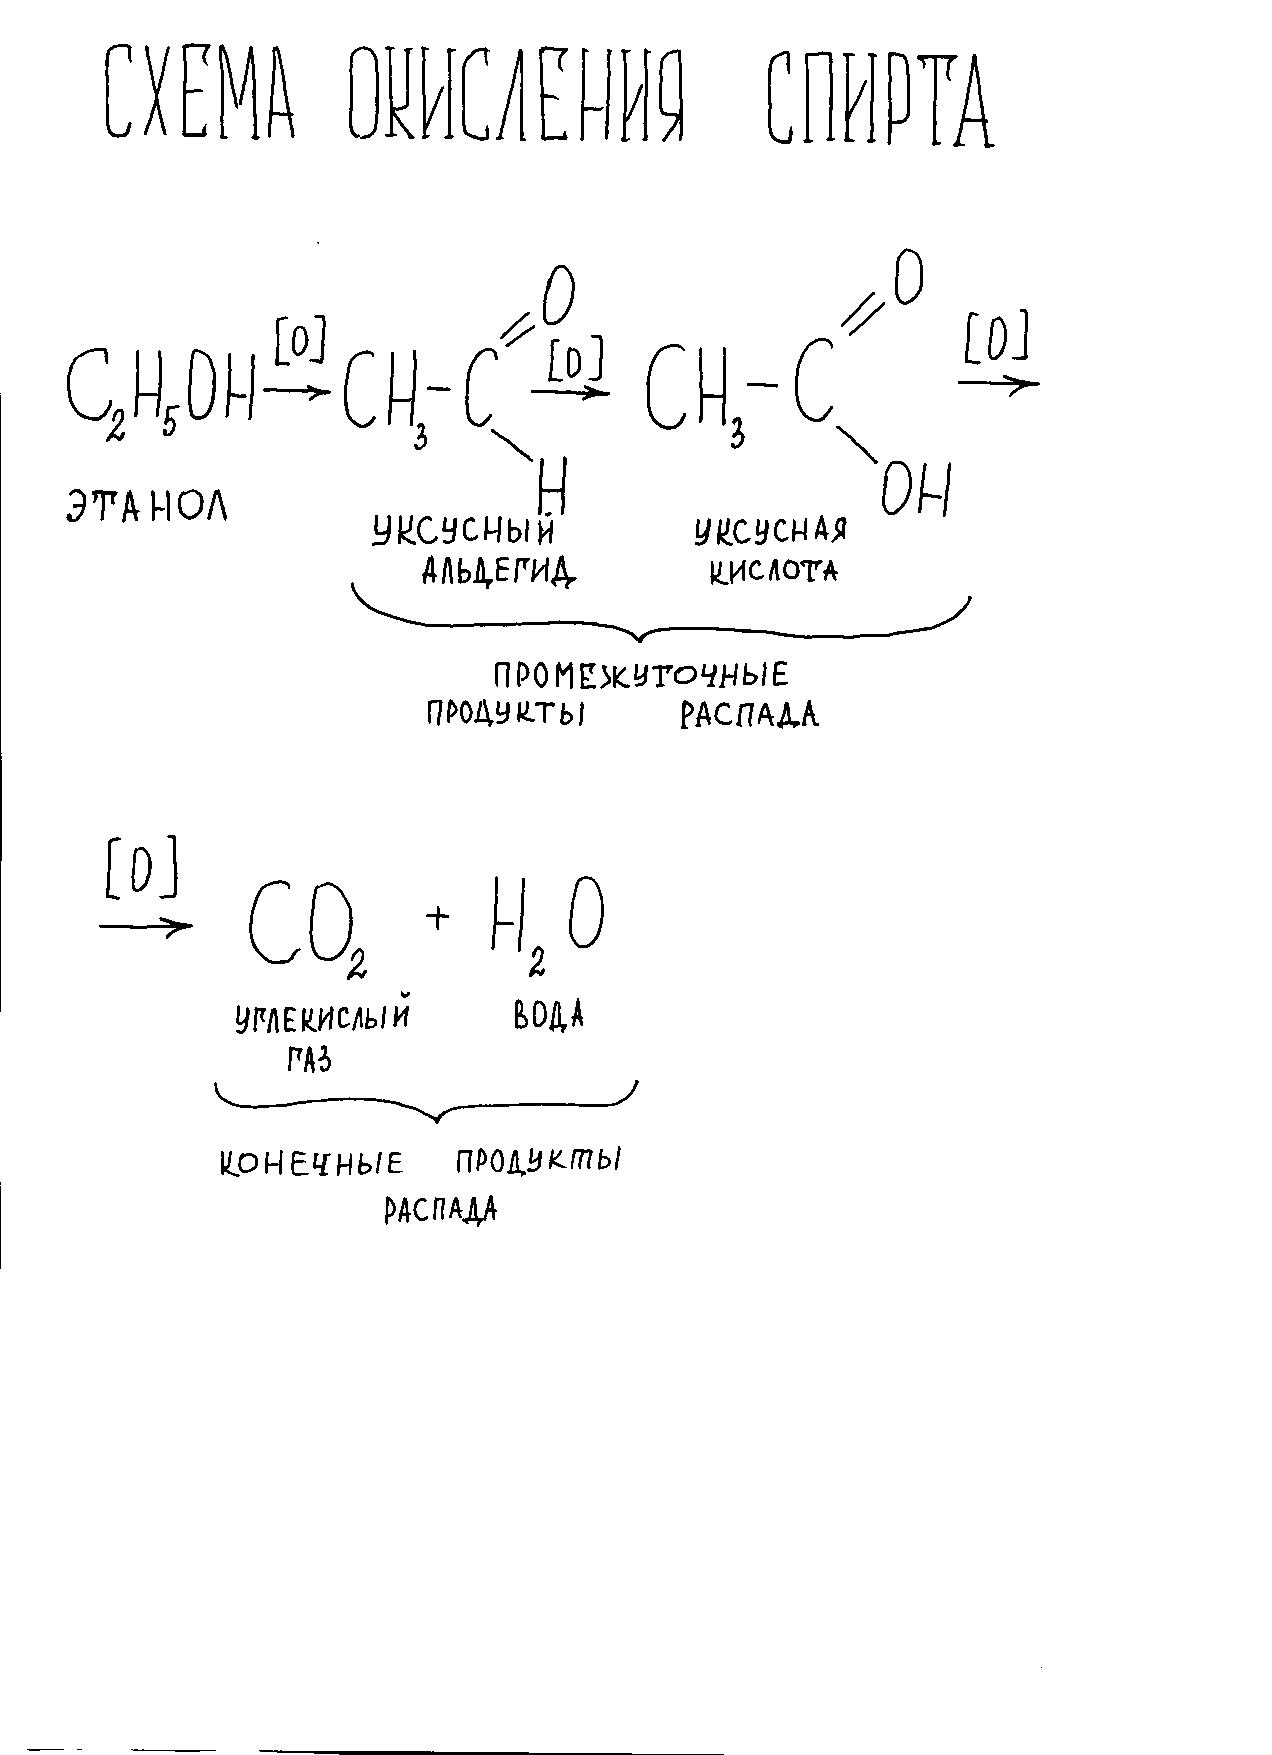 СХЕМА ОКИСЛЕНИЯ СПИРТА
O O
[O] [O] [O]
C₂H₅OH → CH₃-C → CH₃-C →
H OH
ЭТАНОЛ
УКСУСНЫЙ УКСУСНАЯ
АЛЬДЕГИД КИСЛОТА
ПРОМЕЖУТОЧНЫЕ
ПРОДУКТЫ РАСПАДА
[O]
→ CO₂ + H₂O
УГЛЕКИСЛЫЙ ВОДА
ГАЗ
КОНЕЧНЫЕ ПРОДУКТЫ
РАСПАДА